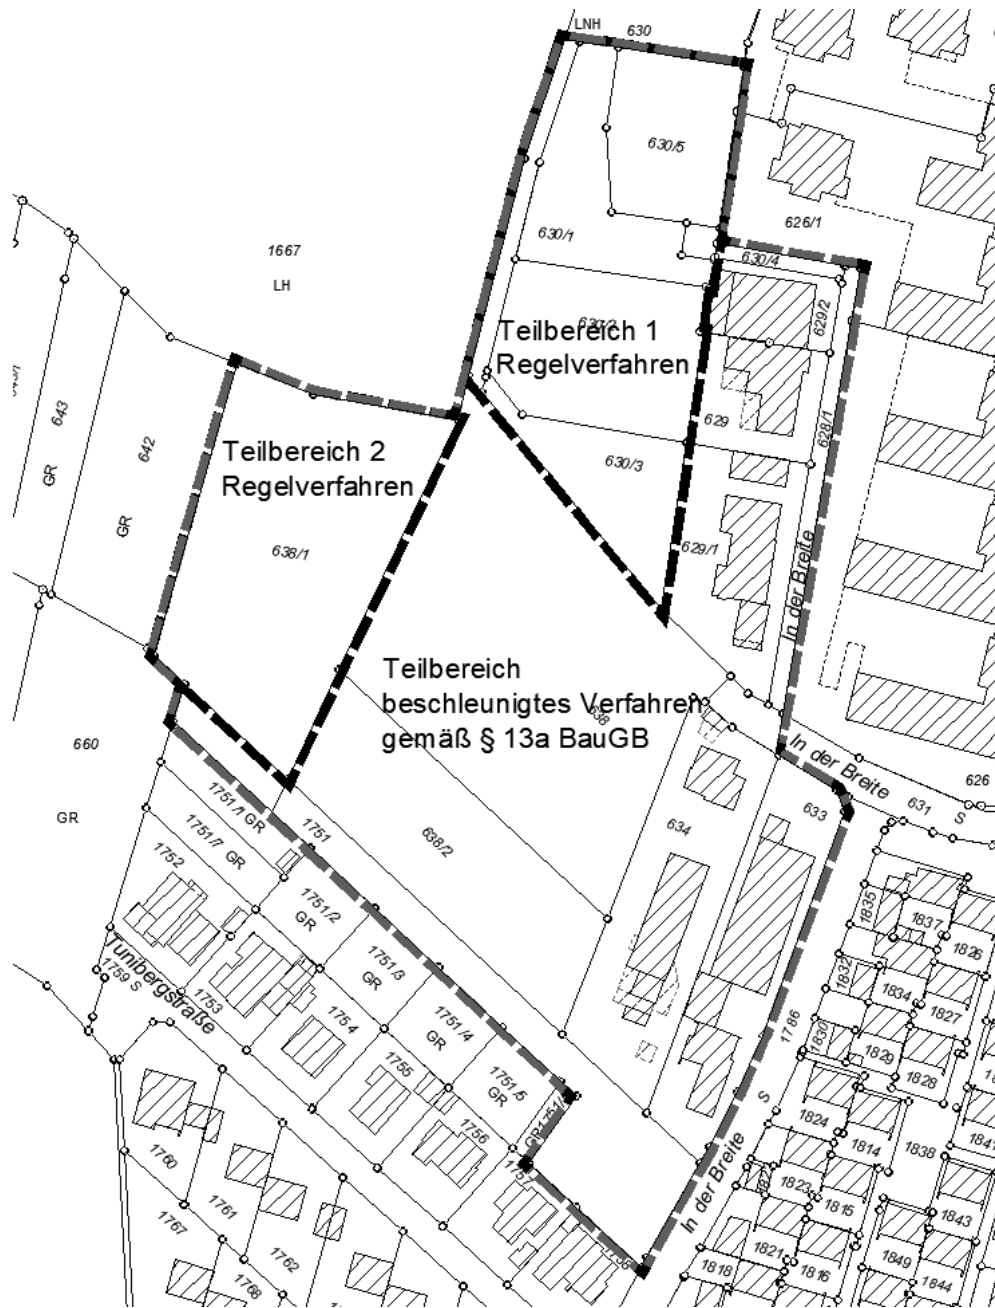 LNH
630
630/5
626/1
630/1
630/4
1667
LH
629/2
Teilbereich 1
Regelverfahren
643
642
GR
GR
629
628/1
Teilbereich 2
Regelverfahren
630/3
638/1
629/1
In der Breite
Teilbereich
beschleunigtes Verfahren
gemäß § 13a BauGB
638
660
GR
In der Breite
626
631
S
633
634
1751/1 GR
1751
638/2
1751/7 GR
1752
1751/2
GR
1835
1837
1826
1751/3
GR
1832
1834
1827
Tunibergstraße
1759 S
1753
1754
1751/4
GR
1786
1830
1829
1828
1755
1751/5
GR
S
1824
1814
1838
1756
1757
In der Breite
1823
1815
1843
1760
1761
1767
1762
1768
1821
1816
1818
1849
1844